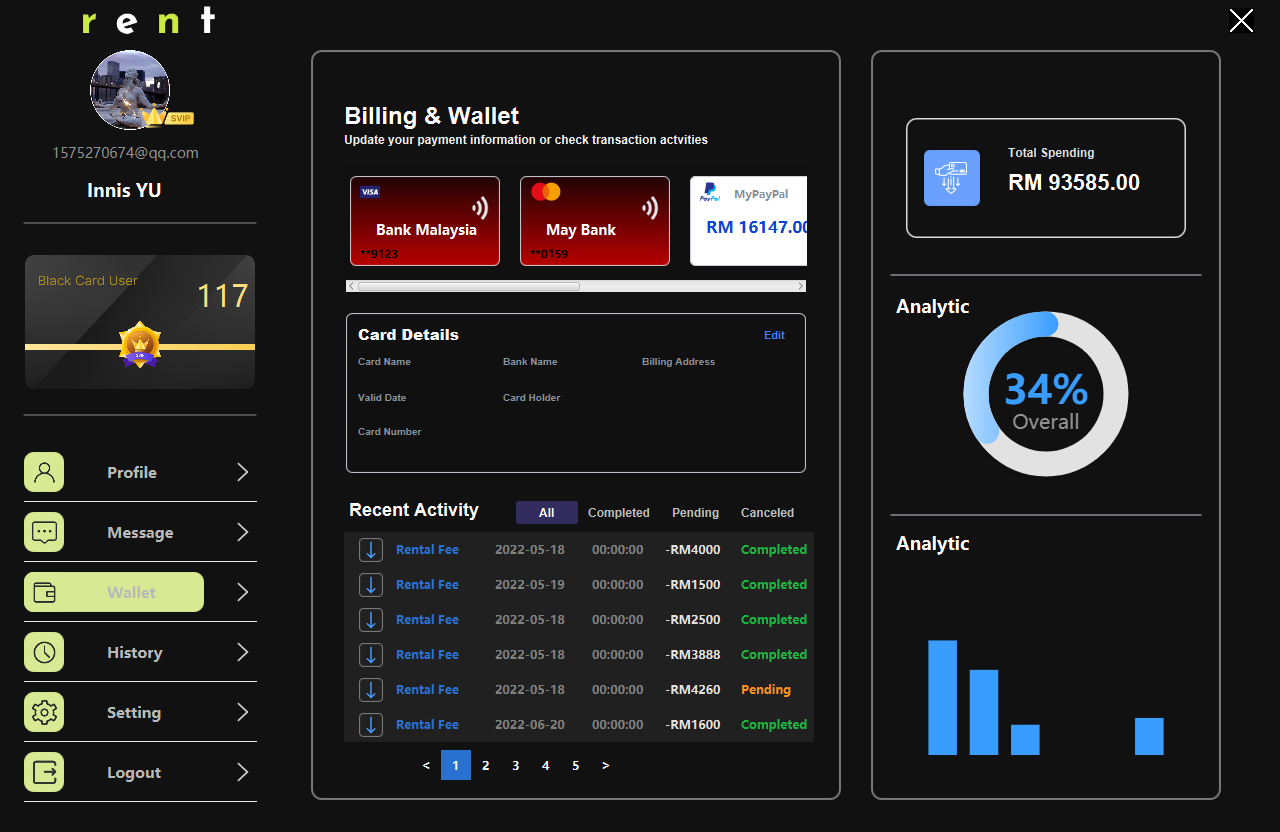 rent
SVIP
1575270674@qq.com
Innis YU
Black Card User
117
SVIP
Profile
Message
Wallet
History
Setting
Logout
Billing & Wallet
Update your payment information or check transaction actvities
VISA
Bank Malaysia
**9123
May Bank
**0159
PayPal
MyPayPal
RM 16147.00
Card Details
Edit
Card Name Bank Name Billing Address
Valid Date Card Holder
Card Number
Recent Activity
All Completed Pending Canceled
Rental Fee 2022-05-18 00:00:00 -RM4000 Completed
Rental Fee 2022-05-19 00:00:00 -RM1500 Completed
Rental Fee 2022-05-18 00:00:00 -RM2500 Completed
Rental Fee 2022-05-18 00:00:00 -RM3888 Completed
Rental Fee 2022-05-18 00:00:00 -RM4260 Pending
Rental Fee 2022-06-20 00:00:00 -RM1600 Completed
< 1 2 3 4 5 >
Total Spending
RM 93585.00
Analytic
34%
Overall
Analytic